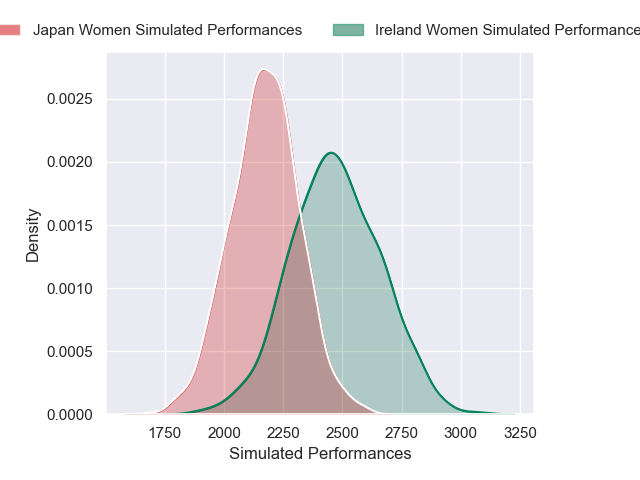 Japan Women Simulated Performances
Ireland Women Simulated Performance
0.0025
0.0020
0.0015
0.0010
0.0005
0.0000
Density
1750 2000 2250 2500 2750 3000 3250
Simulated Performances